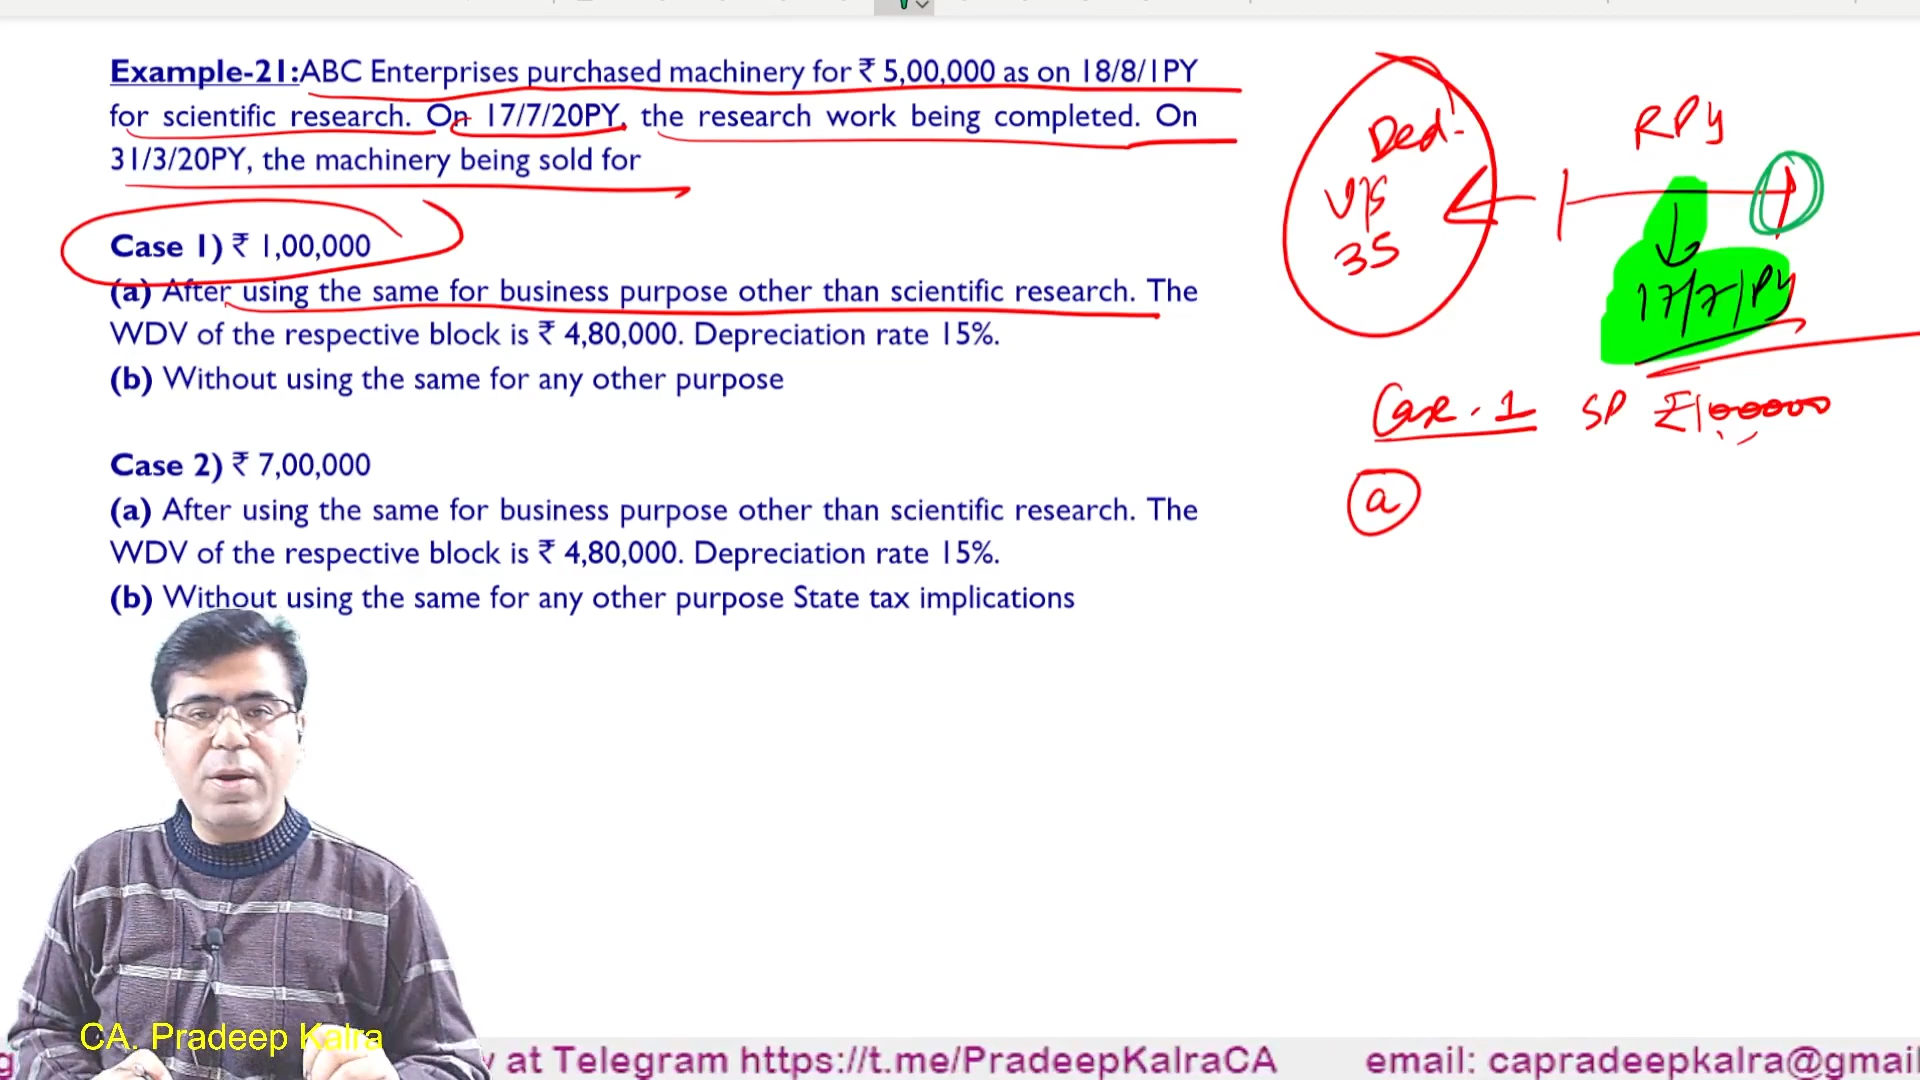 Example-21:ABC Enterprises purchased machinery for ₹ 5,00,000 as on 18/8/1PY
for scientific research. On 17/7/20PY, the research work being completed. On
31/3/20PY, the machinery being sold for
Case 1) ₹ 1,00,000
(a) After using the same for business purpose other than scientific research. The
WDV of the respective block is ₹ 4,80,000. Depreciation rate 15%.
(b) Without using the same for any other purpose
Case 2) ₹ 7,00,000
(a) After using the same for business purpose other than scientific research. The
WDV of the respective block is ₹ 4,80,000. Depreciation rate 15%.
(b) Without using the same for any other purpose State tax implications
Ded.
U/S
35
RPY
17/7/PY
Case. 1 SP ₹100000
a
CA. Pradeep Kalra
at Telegram https://t.me/PradeepKalraCA email: capradeepkalra@gmail